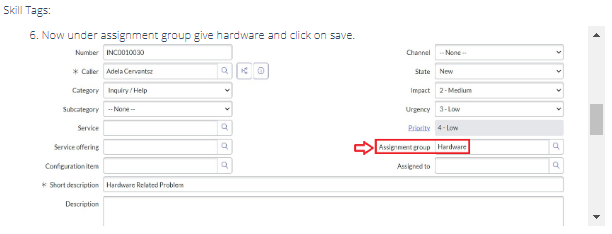 Skill Tags:
6. Now under assignment group give hardware and click on save.
Number INC0010030 Channel -- None --
* Caller Adela Cervantsz State New
Category Inquiry / Help Impact 2 - Medium
Subcategory -- None -- Urgency 3 - Low
Service Priority 4 - Low
Service offering Assignment group Hardware
Configuration item Assigned to
* Short description Hardware Related Problem
Description